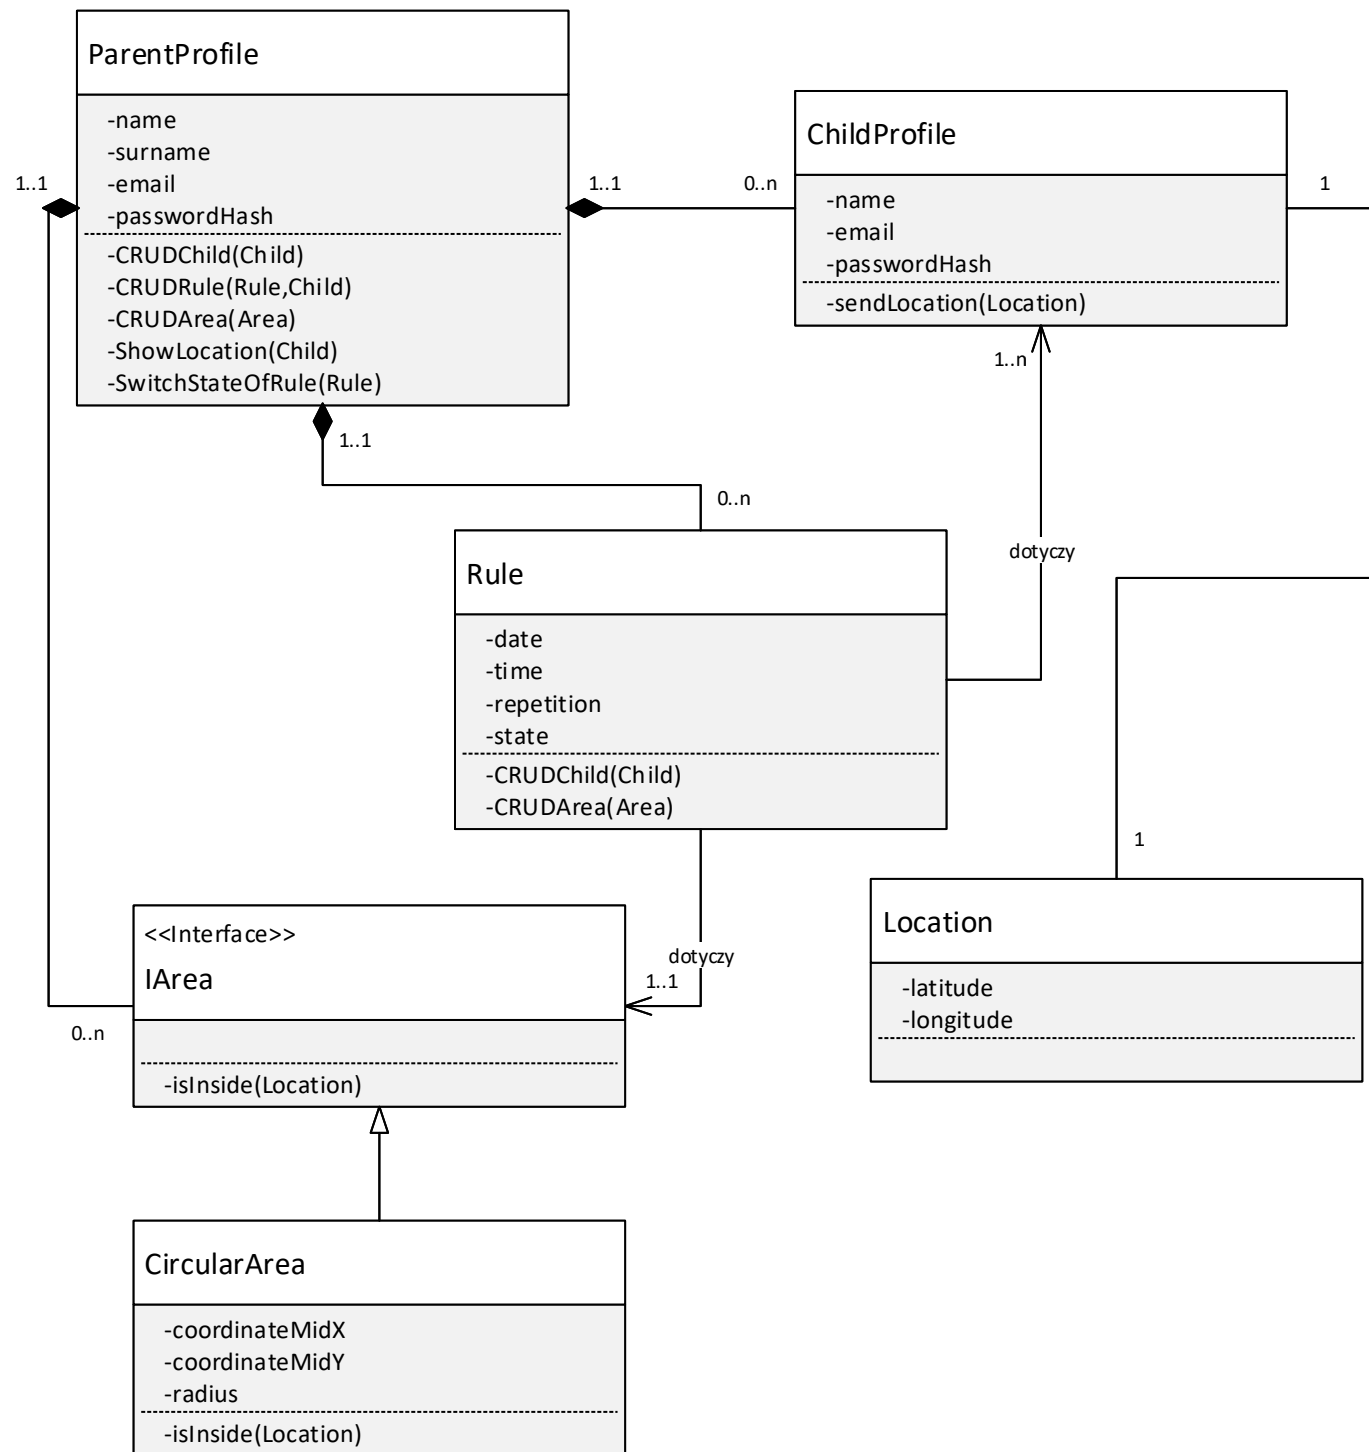 ParentProfile
-name
-surname
-email
-passwordHash
-CRUDChild(Child)
-CRUDRule(Rule,Child)
-CRUDArea(Area)
-ShowLocation(Child)
-SwitchStateOfRule(Rule)
1..1
1..1
0..n
ChildProfile
-name
-email
-passwordHash
-sendLocation(Location)
1
1..n
1..1
0..n
dotyczy
Rule
-date
-time
-repetition
-state
-CRUDChild(Child)
-CRUDArea(Area)
1
Location
-latitude
-longitude
dotyczy
1..1
<<Interface>>
IArea
-isInside(Location)
0..n
CircularArea
-coordinateMidX
-coordinateMidY
-radius
-isInside(Location)